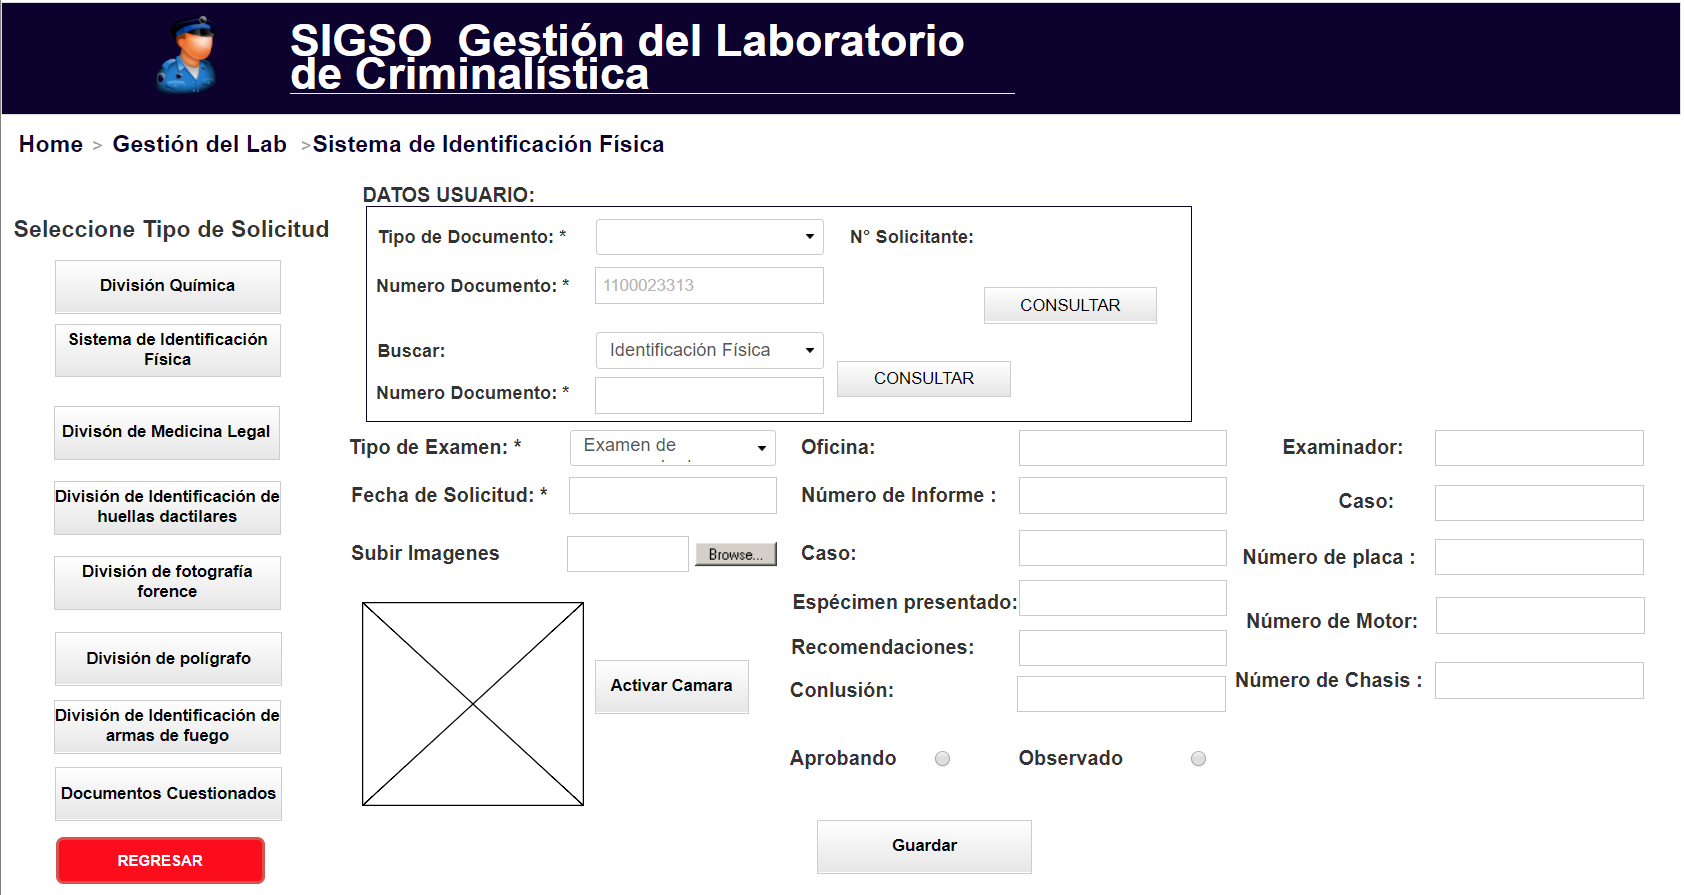 SIGSO  Gestión del Laboratorio
de Criminalística
Home > Gestión del Lab >Sistema de Identificación Física
Seleccione Tipo de Solicitud
División Química
Sistema de Identificación
Física
Divisón de Medicina Legal
División de Identificación de
huellas dactilares
División de fotografía
forence
División de polígrafo
División de Identificación de
armas de fuego
Documentos Cuestionados
REGRESAR
DATOS USUARIO:
Tipo de Documento: *
N° Solicitante:
Numero Documento: * 1100023313
CONSULTAR
Buscar: Identificación Física
CONSULTAR
Numero Documento: *
Tipo de Examen: * Examen de
Fecha de Solicitud: *
Subir Imagenes Browse...
Activar Camara
Oficina:
Número de Informe :
Caso:
Espécimen presentado:
Recomendaciones:
Conlusión:
Examinador:
Caso:
Número de placa :
Número de Motor:
Número de Chasis :
Aprobando Observado
Guardar